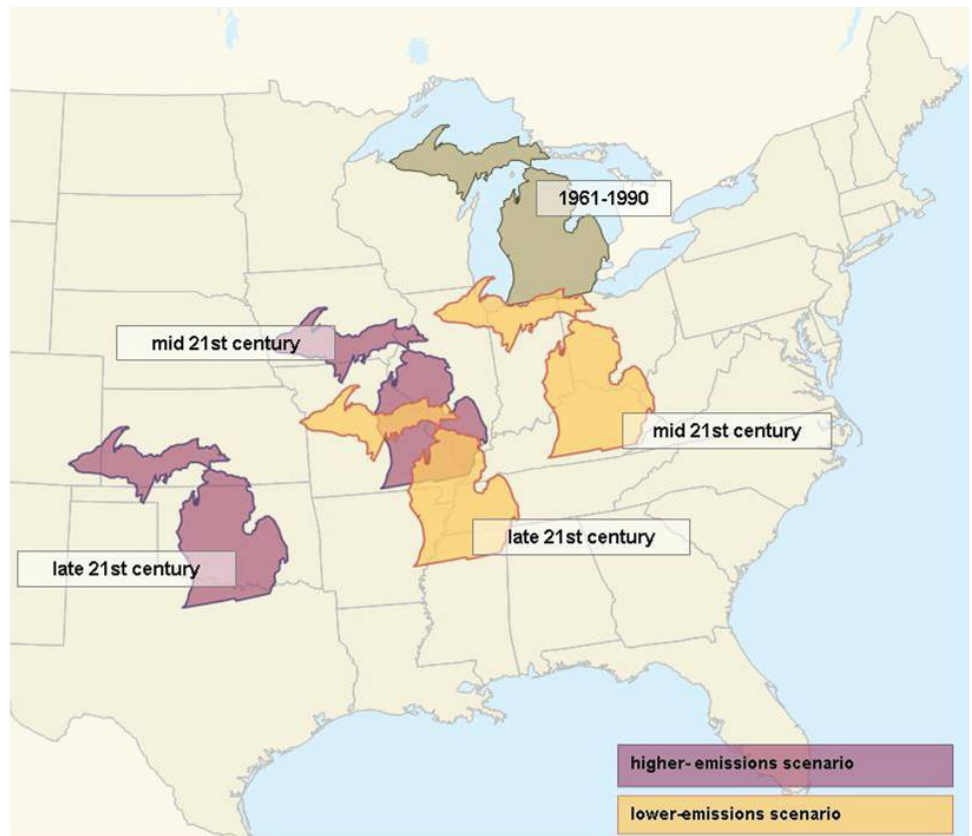 1961-1990
mid 21st century
mid 21st century
late 21st century
late 21st century
higher- emissions scenario
lower-emissions scenario